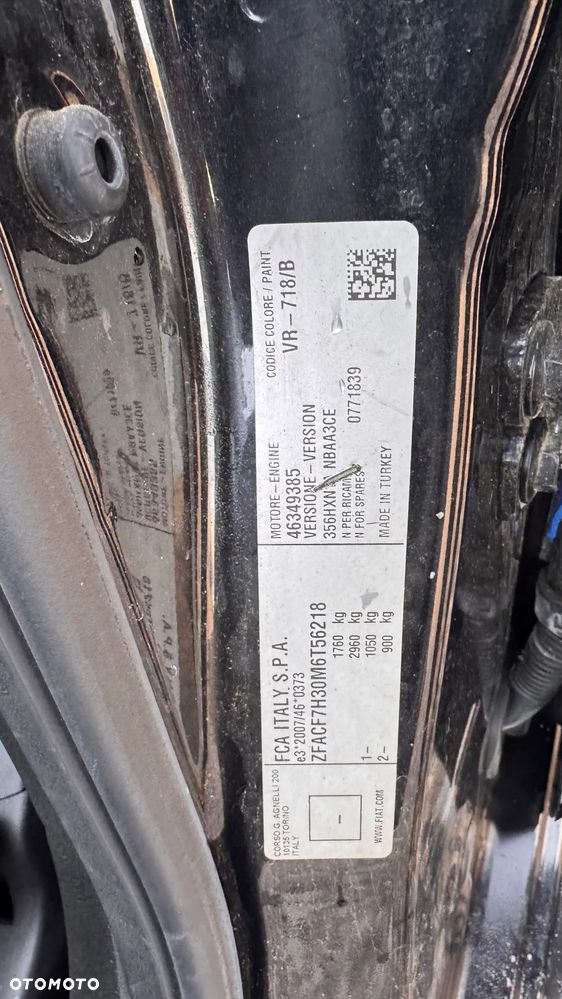 CORSO G. AGNELLI 200
10135 TORINO
ITALY
-
WWW.FIAT.COM
FCA ITALY. S.P.A.
e3*2007/46*0373
ZFACF7H30M6T56218
1760 kg
2960 kg
1- 1050 kg
2- 900 kg
MOTORE-ENGINE
46349385
VERSIONE-VERSION
356HXN NBAA3CE
N PER RICAMBI
N FOR SPARES 0771839
MADE IN TURKEY
CODICE COLORE / PAINT
VR-718/B
OTOMOTO